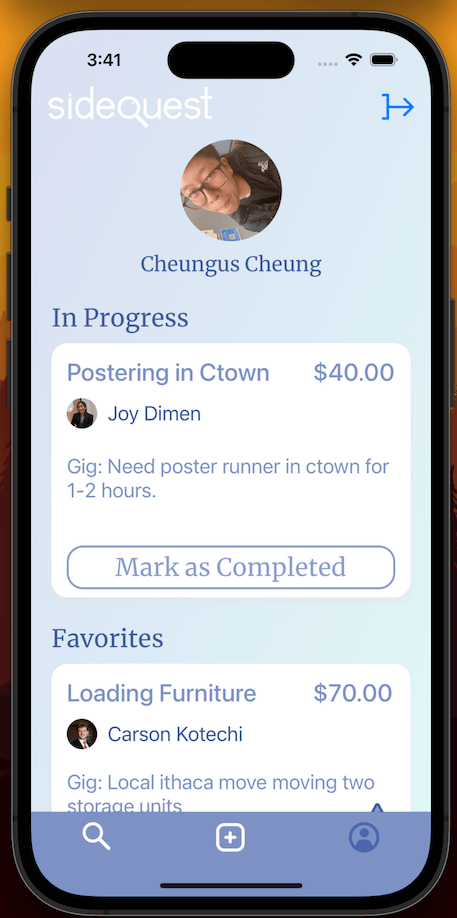 3:41
sidequest
Cheungus Cheung
In Progress
Postering in Ctown $40.00
Joy Dimen
Gig: Need poster runner in ctown for
1-2 hours.
Mark as Completed
Favorites
Loading Furniture $70.00
Carson Kotechi
Gig: Local ithaca move moving two
storage units